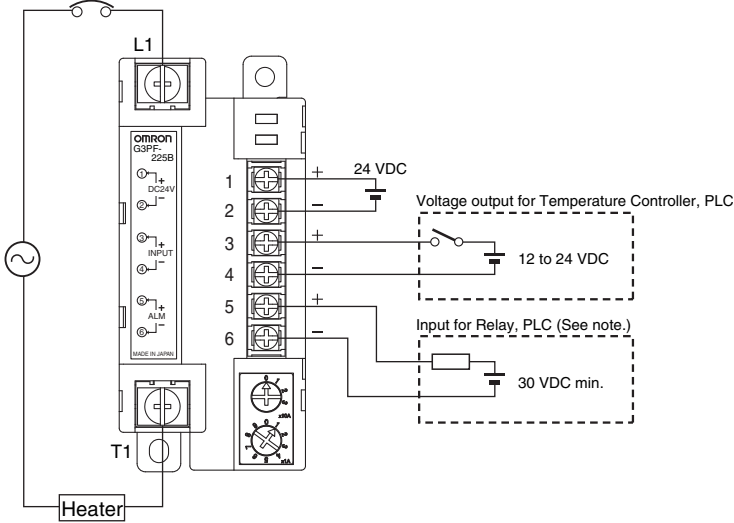 L1
OMRON
G3PF-
225B
1 +
DC24V
2 −
3 +
INPUT
4 −
5 +
ALM
6 −
MADE IN JAPAN
T1
Heater
1
2
3
4
5
6
+
24 VDC
−
+
−
+
−
Voltage output for Temperature Controller, PLC
12 to 24 VDC
Input for Relay, PLC (See note.)
30 VDC min.
x10A
x1A